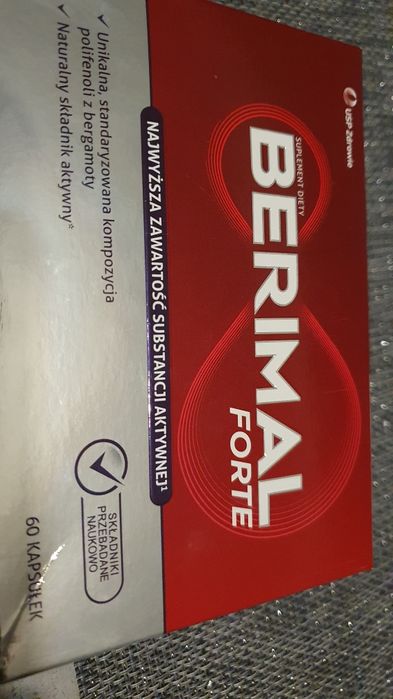 USP Zdrowie
SUPLEMENT DIETY
BERIMAL
FORTE
NAJWYŻSZA ZAWARTOŚĆ SUBSTANCJI AKTYWNEJ¹
✓ Unikalna, standaryzowana kompozycja
polifenoli z bergamoty
✓ Naturalny składnik aktywny*
SKŁADNIKI
PRZEBADANE
NAUKOWO
60 KAPSUŁEK